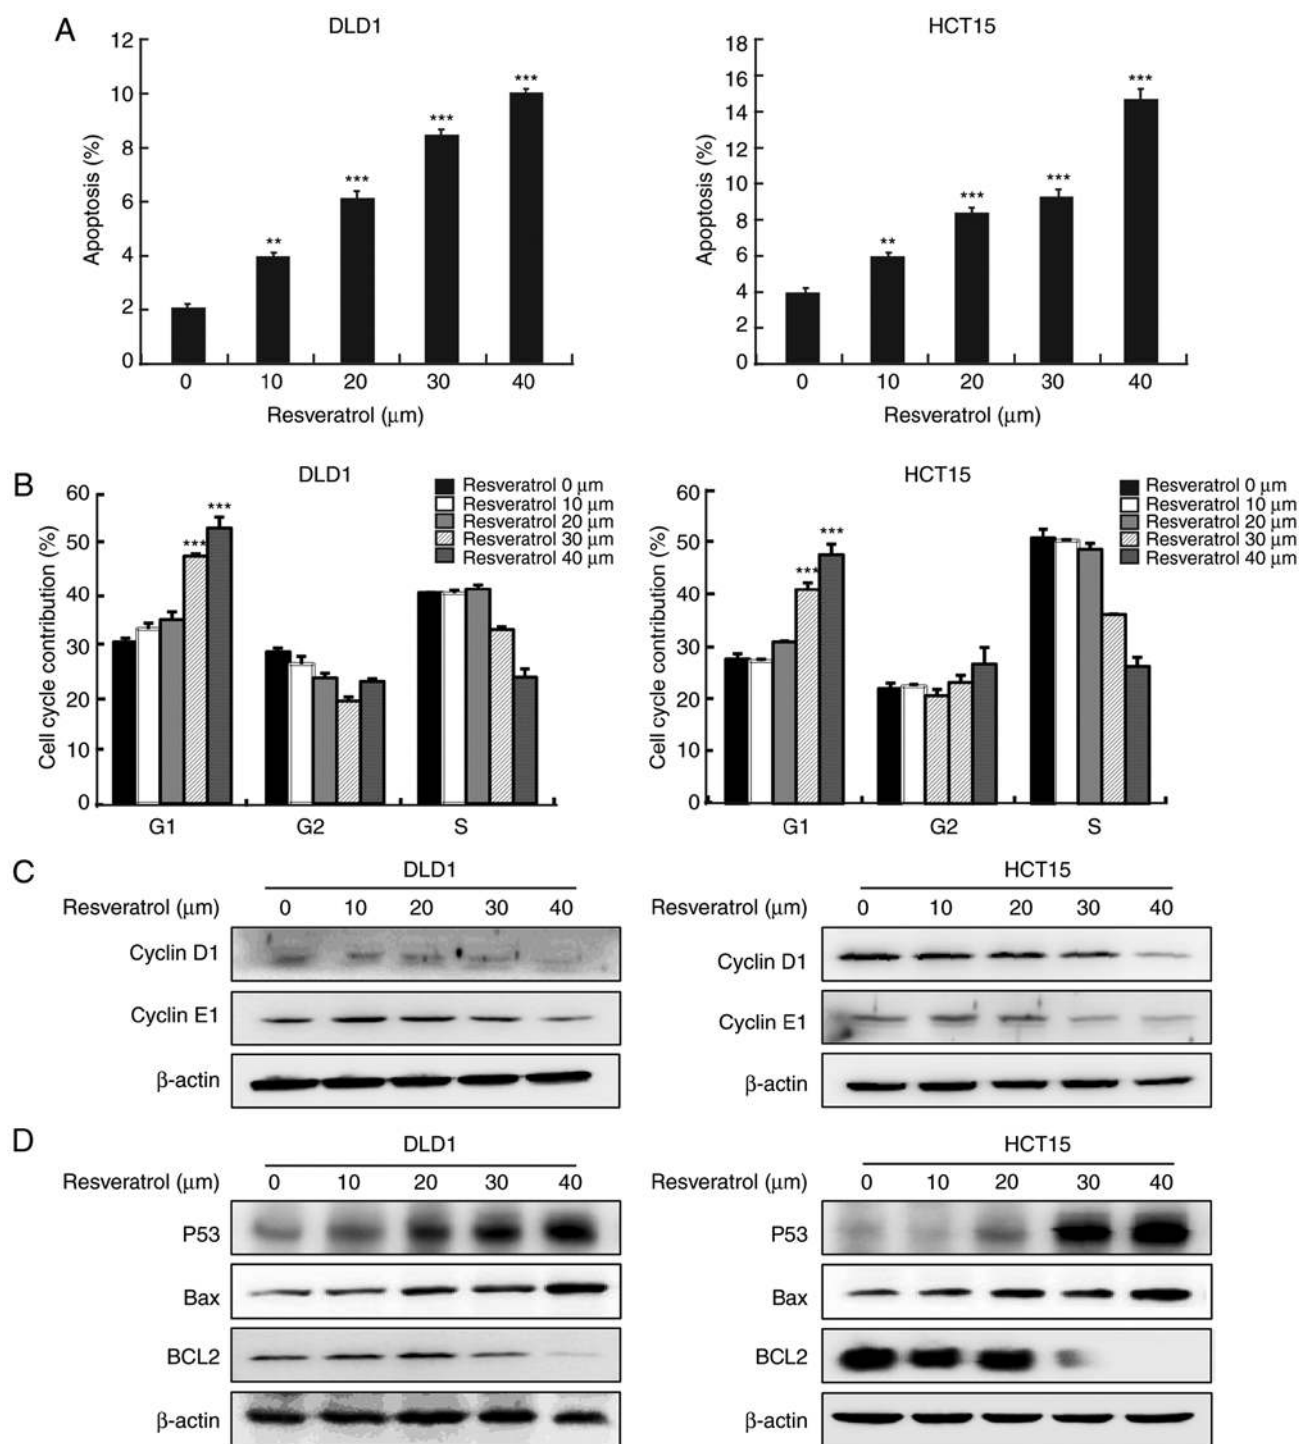 A
DLD1
HCT15
Apoptosis (%)
12
10
8
6
4
2
0
**
***
***
***
0 10 20 30 40
Resveratrol (μm)
Apoptosis (%)
18
16
14
12
10
8
6
4
2
0
**
***
***
***
0 10 20 30 40
Resveratrol (μm)
B
DLD1
Cell cycle contribution (%)
60
50
40
30
20
10
0
***
***
Resveratrol 0 μm
Resveratrol 10 μm
Resveratrol 20 μm
Resveratrol 30 μm
Resveratrol 40 μm
G1 G2 S
HCT15
Cell cycle contribution (%)
60
50
40
30
20
10
0
***
***
Resveratrol 0 μm
Resveratrol 10 μm
Resveratrol 20 μm
Resveratrol 30 μm
Resveratrol 40 μm
G1 G2 S
C
DLD1
Resveratrol (μm) 0 10 20 30 40
Cyclin D1
Cyclin E1
β-actin
HCT15
Resveratrol (μm) 0 10 20 30 40
Cyclin D1
Cyclin E1
β-actin
D
DLD1
Resveratrol (μm) 0 10 20 30 40
P53
Bax
BCL2
β-actin
HCT15
Resveratrol (μm) 0 10 20 30 40
P53
Bax
BCL2
β-actin